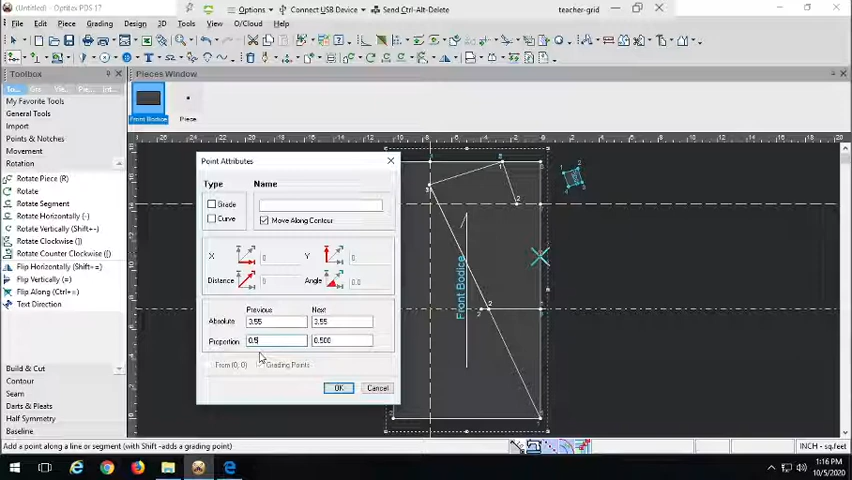 (Untitled) - Optitex PDS 17
Options
Connect USB Device
Send Ctrl-Alt-Delete
teacher-grid
File Edit Piece Grading Design 3D Tools View O/Cloud Help
Toolbox
Pieces Window
My Favorite Tools
General Tools
Import
Points & Notches
Movement
Rotation
Rotate Piece (R)
Rotate
Rotate Segment
Rotate Horizontally (-)
Rotate Vertically (Shift+-)
Rotate Clockwise (])
Rotate Counter Clockwise ([)
Flip Horizontally (Shift+=)
Flip Vertically (=)
Flip Along (Ctrl+=)
Text Direction
Build and Cut
Contour
Seam
Darts & Pleats
Half Symmetry
Baseline
Front Bodice
Piece
Point Attributes
Type
Name
Grade
Curve
Move Along Contour
X
0
Y
0
Distance
0
Angle
0.0
Previous
Next
Absolute
3.55
3.55
Proportion
0.5
0.500
From (0; 0)
Grading Points
OK
Cancel
Front Bodice
Add a point along a line or segment (with Shift -adds a grading point)
INCH - sq.feet
1:16 PM
10/5/2020